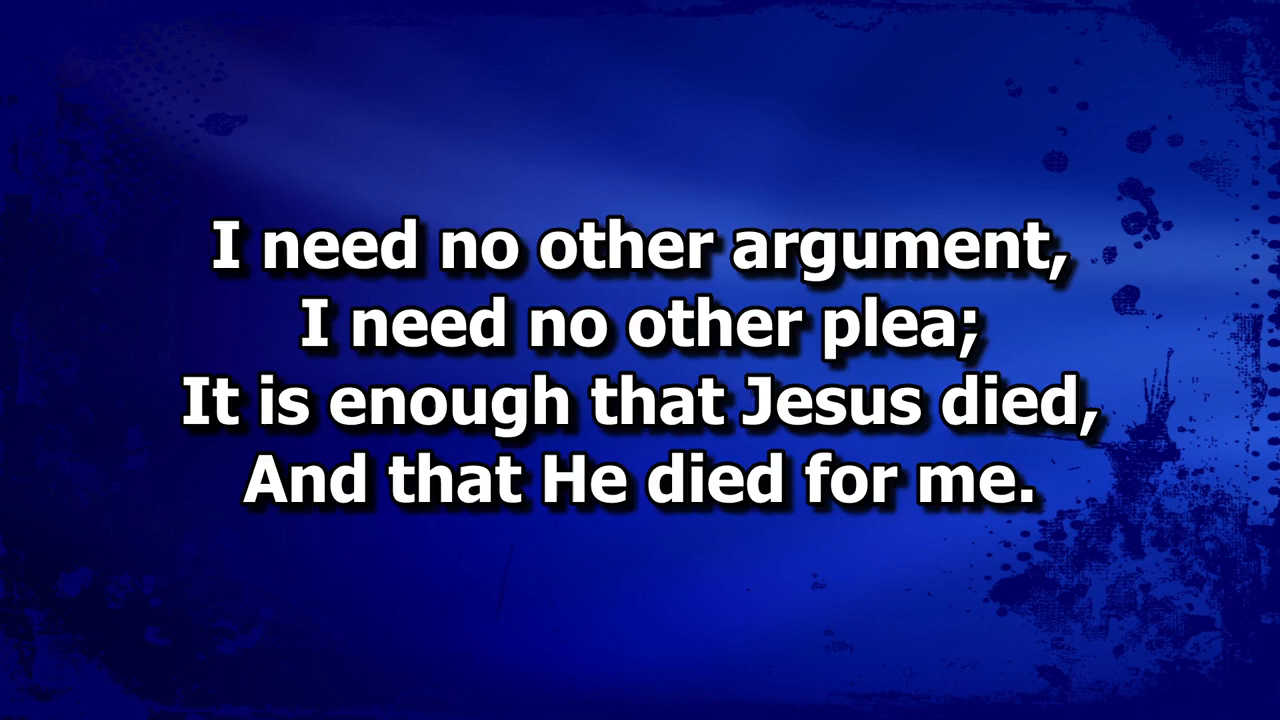 I need no other argument,
I need no other plea;
It is enough that Jesus died,
And that He died for me.